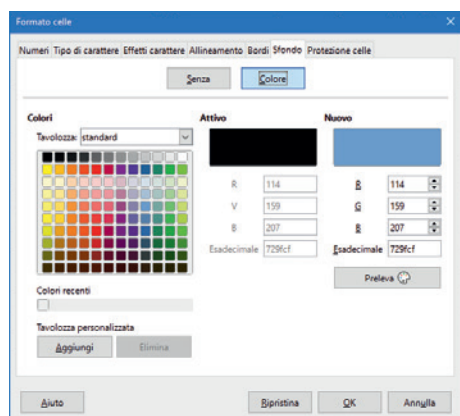 Formato celle
Numeri Tipo di carattere Effetti carattere Allineamento Bordi Sfondo Protezione celle
Senza Colore
Colori Attivo Nuovo
Tavolozza: standard
R 114 R 114
V 159 G 159
B 207 B 207
Esadecimale 729fcf Esadecimale 729fcf
Preleva
Colori recenti
Tavolozza personalizzata
Aggiungi Elimina
Aiuto Ripristina OK Annulla